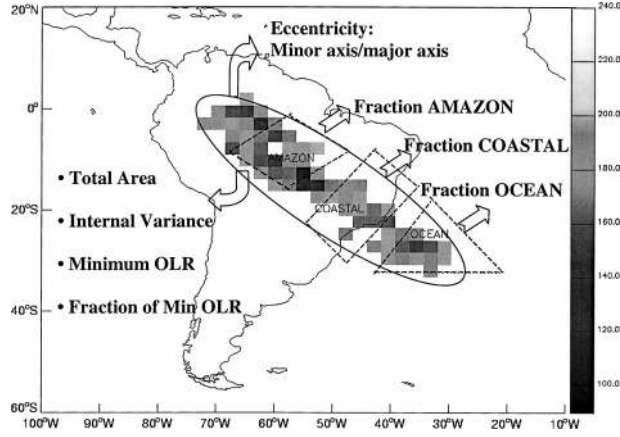 20°N
Eccentricity:
Minor axis/major axis
240.0
220.0
200.0
180.0
160.0
140.0
120.0
100.0
0°
20°S
40°S
60°S
Fraction AMAZON
Fraction COASTAL
Fraction OCEAN
AMAZON
COASTAL
OCEAN
• Total Area
• Internal Variance
• Minimum OLR
• Fraction of Min OLR
100°W
90°W
80°W
70°W
60°W
50°W
40°W
30°W
20°W
10°W